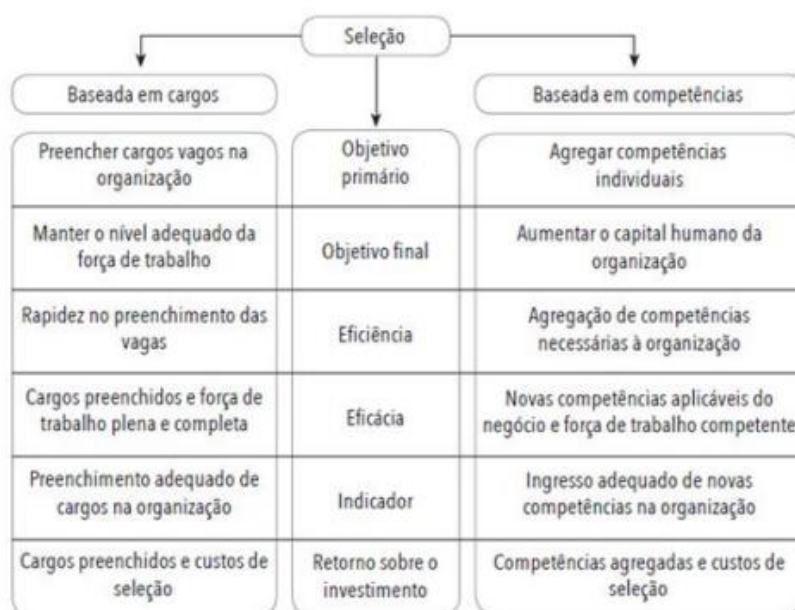 Seleção
Baseada em cargos
Baseada em competências
Preencher cargos vagos na
organização
Objetivo
primário
Agregar competências
individuais
Manter o nível adequado da
força de trabalho
Objetivo final
Aumentar o capital humano da
organização
Rapidez no preenchimento das
vagas
Eficiência
Agregação de competências
necessárias à organização
Cargos preenchidos e força de
trabalho plena e completa
Eficácia
Novas competências aplicáveis do
negócio e força de trabalho competente
Preenchimento adequado de
cargos na organização
Indicador
Ingresso adequado de novas
competências na organização
Cargos preenchidos e custos de
seleção
Retorno sobre o
investimento
Competências agregadas e custos de
seleção